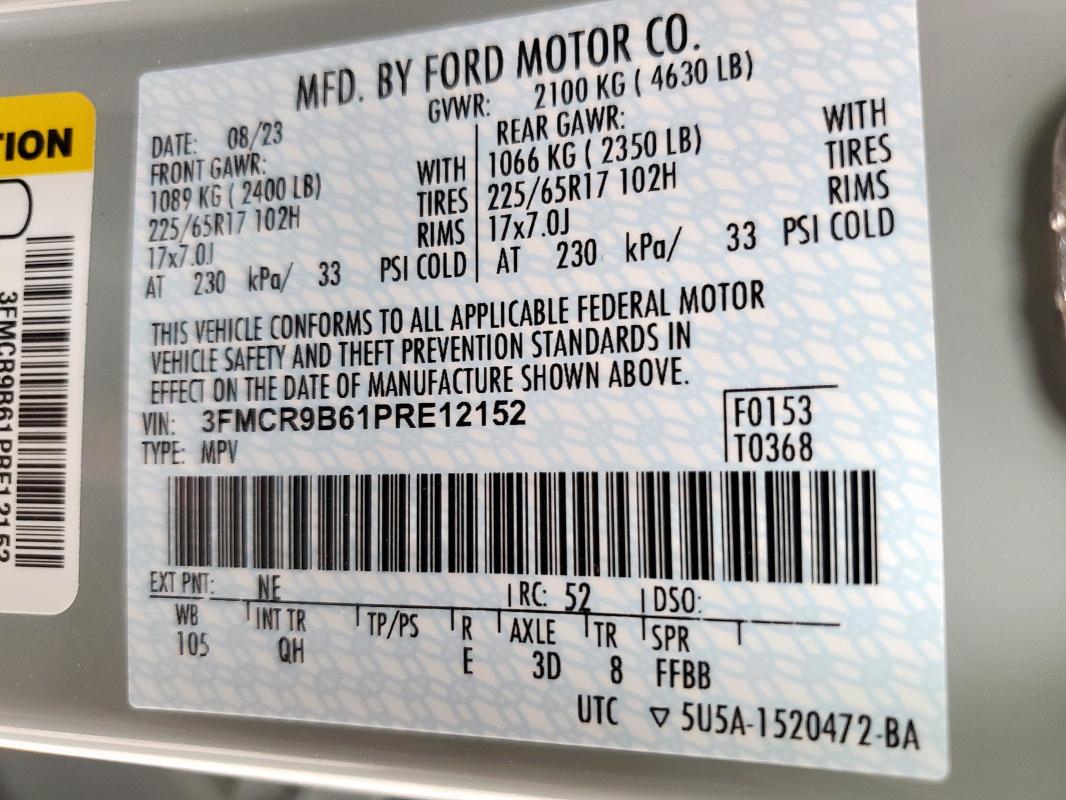 TION
3FMCR9B61PRE12152
MFD. BY FORD MOTOR CO.
GVWR: 2100 KG ( 4630 LB)
DATE: 08/23
FRONT GAWR:
1089 KG ( 2400 LB) WITH
225/65R17 102H TIRES
17x7.0J RIMS
AT 230 kPa/ 33 PSI COLD
REAR GAWR: WITH
1066 KG ( 2350 LB) TIRES
225/65R17 102H RIMS
17x7.0J
AT 230 kPa/ 33 PSI COLD
THIS VEHICLE CONFORMS TO ALL APPLICABLE FEDERAL MOTOR
VEHICLE SAFETY AND THEFT PREVENTION STANDARDS IN
EFFECT ON THE DATE OF MANUFACTURE SHOWN ABOVE.
VIN: 3FMCR9B61PRE12152
TYPE: MPV
F0153
T0368
EXT PNT: NE RC: 52 DSO:
WB INT TR TP/PS R AXLE TR SPR
105 QH E 3D 8 FFBB
UTC ▽ 5U5A-1520472-BA